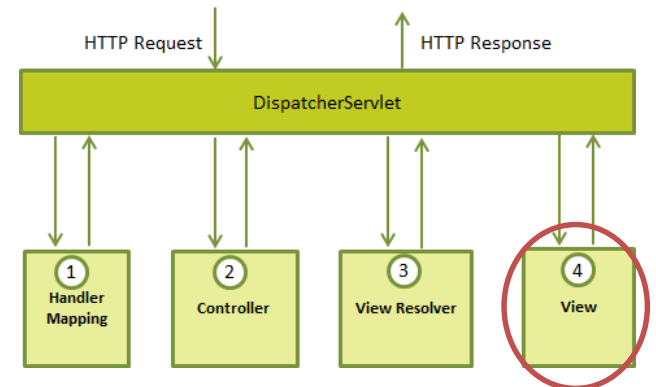 HTTP Request
HTTP Response
DispatcherServlet
1
Handler
Mapping
2
Controller
3
View Resolver
4
View